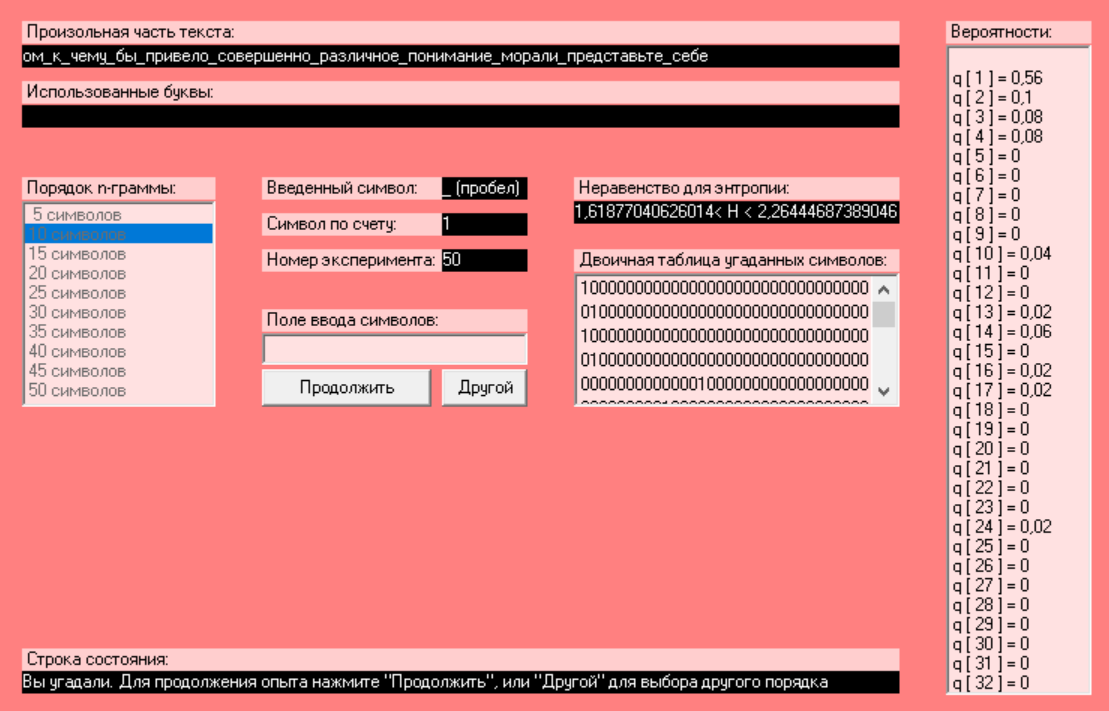 Произольная часть текста:
ом_к_чему_бы_привело_совершенно_различное_понимание_морали_представьте_себе
Использованные буквы:
Порядок n-граммы:
5 символов
10 символов
15 символов
20 символов
25 символов
30 символов
35 символов
40 символов
45 символов
50 символов
Введенный символ: _ (пробел)
Символ по счету: 1
Номер эксперимента: 50
Поле ввода символов:
Продолжить Другой
Неравенство для энтропии:
1,61877040626014< H < 2,26444687389046
Двоичная таблица угаданных символов:
10000000000000000000000000000000
01000000000000000000000000000000
10000000000000000000000000000000
01000000000000000000000000000000
00000000000001000000000000000000
Вероятности:
q [ 1 ] = 0,56
q [ 2 ] = 0,1
q [ 3 ] = 0,08
q [ 4 ] = 0,08
q [ 5 ] = 0
q [ 6 ] = 0
q [ 7 ] = 0
q [ 8 ] = 0
q [ 9 ] = 0
q [ 10 ] = 0,04
q [ 11 ] = 0
q [ 12 ] = 0
q [ 13 ] = 0,02
q [ 14 ] = 0,06
q [ 15 ] = 0
q [ 16 ] = 0,02
q [ 17 ] = 0,02
q [ 18 ] = 0
q [ 19 ] = 0
q [ 20 ] = 0
q [ 21 ] = 0
q [ 22 ] = 0
q [ 23 ] = 0
q [ 24 ] = 0,02
q [ 25 ] = 0
q [ 26 ] = 0
q [ 27 ] = 0
q [ 28 ] = 0
q [ 29 ] = 0
q [ 30 ] = 0
q [ 31 ] = 0
q [ 32 ] = 0
Строка состояния:
Вы угадали. Для продолжения опыта нажмите "Продолжить", или "Другой" для выбора другого порядка